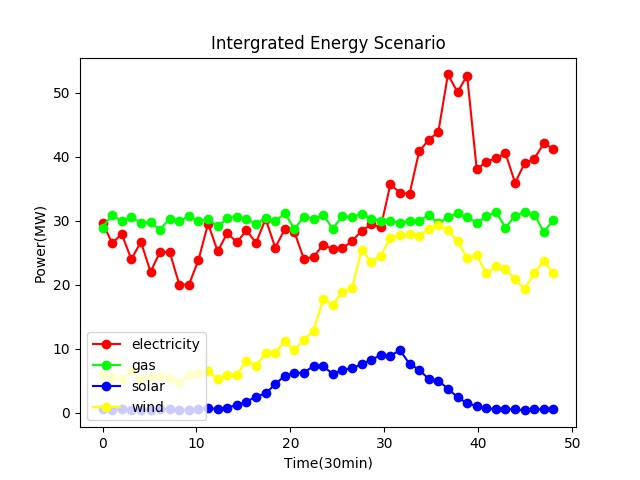 Intergrated Energy Scenario
Power(MW)
50
40
30
20
10
0
electricity
gas
solar
wind
0 10 20 30 40 50
Time(30min)